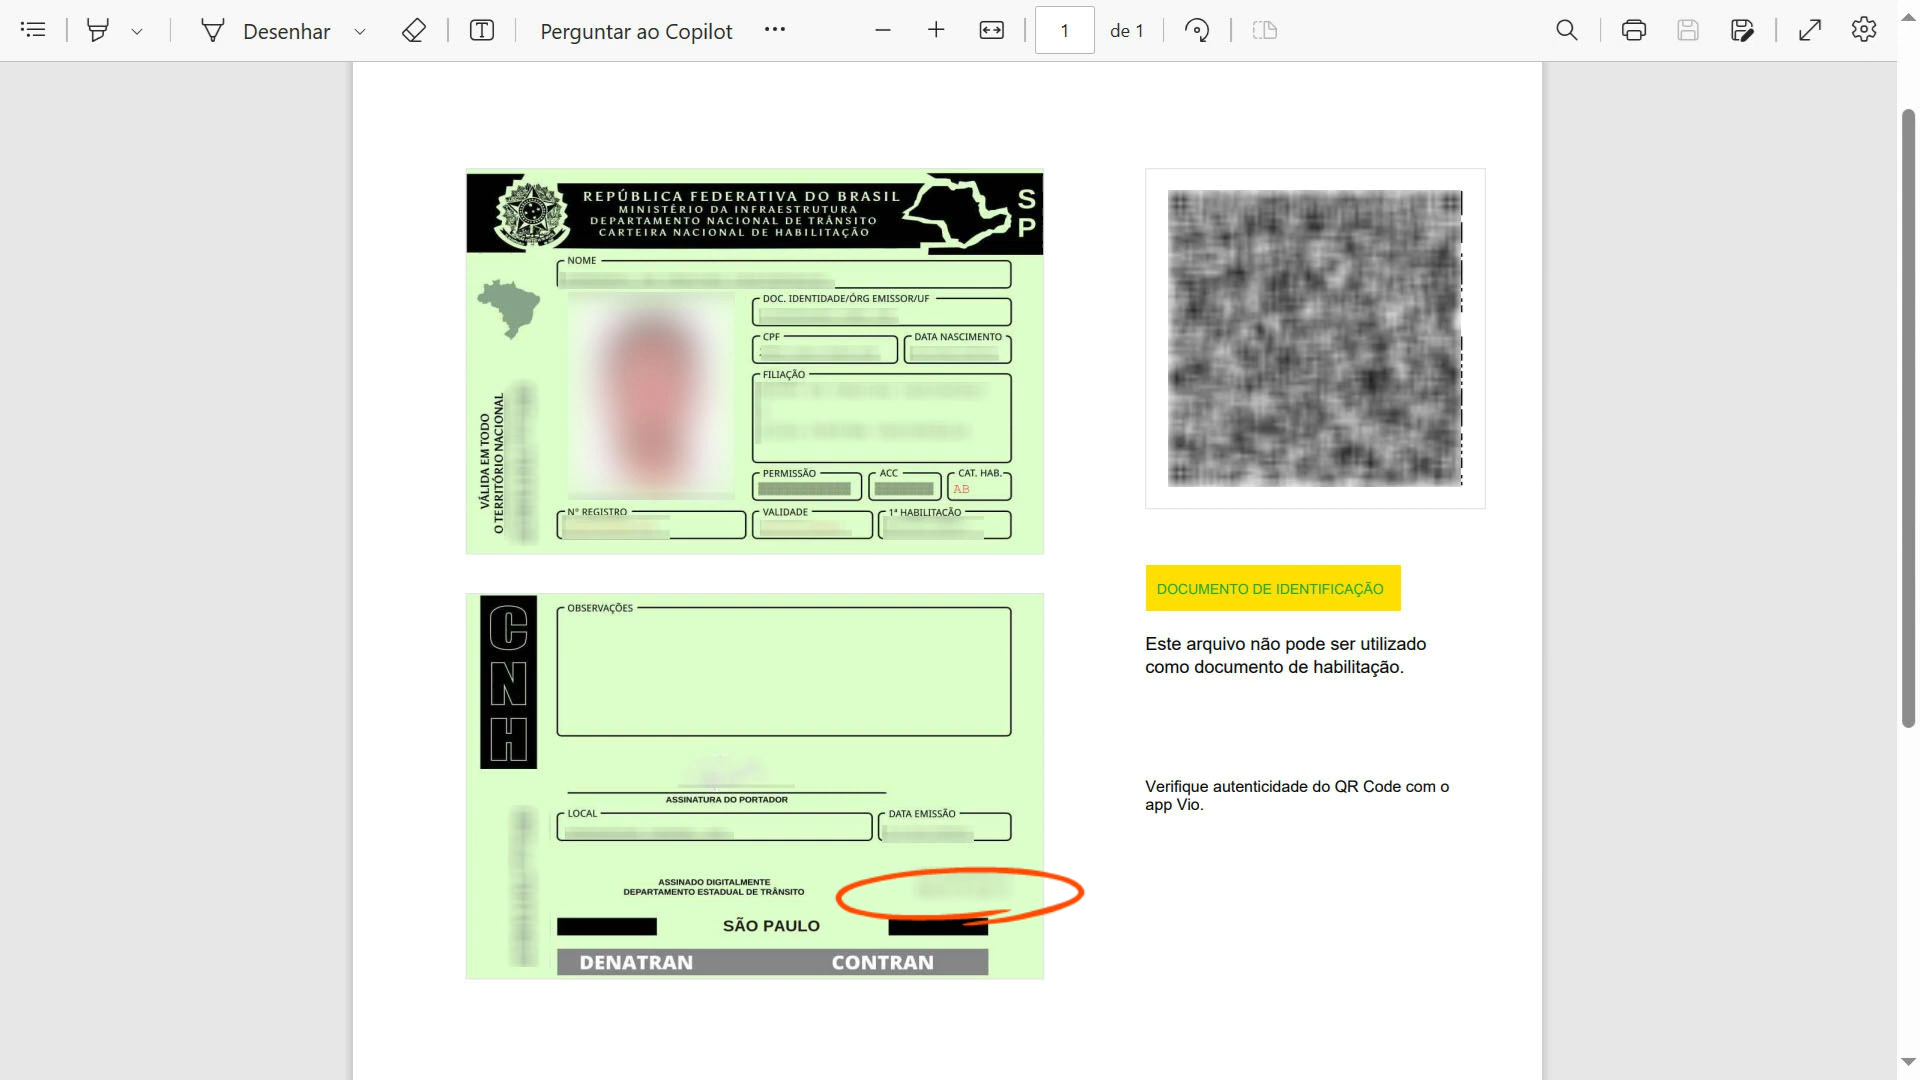 Desenhar
Perguntar ao Copilot
1
de 1
REPÚBLICA FEDERATIVA DO BRASIL
MINISTÉRIO DA INFRAESTRUTURA
DEPARTAMENTO NACIONAL DE TRÂNSITO
CARTEIRA NACIONAL DE HABILITAÇÃO
SP
NOME
DOC. IDENTIDADE/ÓRG EMISSOR/UF
CPF
DATA NASCIMENTO
FILIAÇÃO
PERMISSÃO
ACC
CAT. HAB.
AB
Nº REGISTRO
VALIDADE
1ª HABILITAÇÃO
VÁLIDA EM TODO
O TERRITÓRIO NACIONAL
CNH
OBSERVAÇÕES
ASSINATURA DO PORTADOR
LOCAL
DATA EMISSÃO
ASSINADO DIGITALMENTE
DEPARTAMENTO ESTADUAL DE TRÂNSITO
SÃO PAULO
DENATRAN CONTRAN
DOCUMENTO DE IDENTIFICAÇÃO
Este arquivo não pode ser utilizado
como documento de habilitação.
Verifique autenticidade do QR Code com o
app Vio.